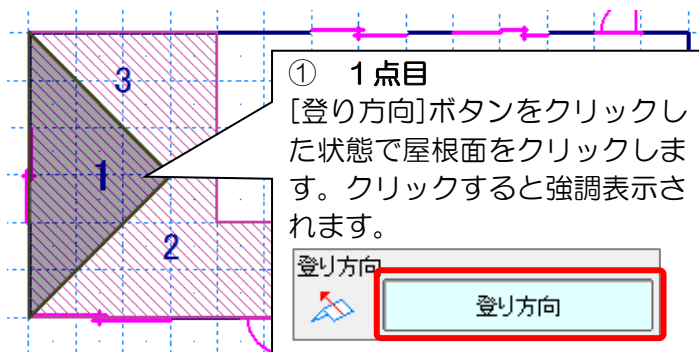 3
1
2
① 1点目
[登り方向]ボタンをクリックし
た状態で屋根面をクリックしま
す。クリックすると強調表示さ
れます。
登り方向
登り方向